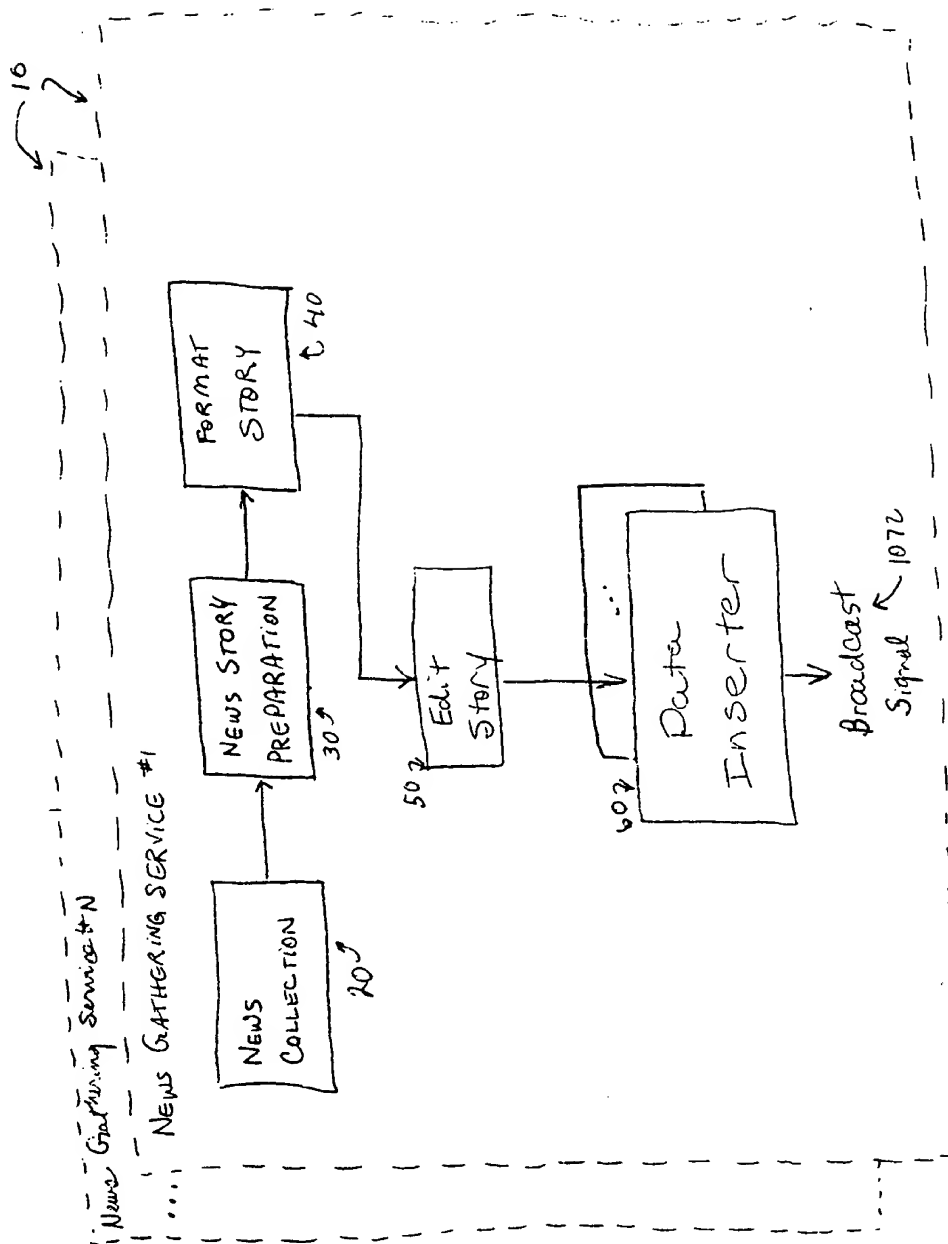 10
News Gathering Service #N
NEWS GATHERING SERVICE #1
....
NEWS
COLLECTION
20
NEWS STORY
PREPARATION
30
FORMAT
STORY
40
50
Edit
Story
60
...
Data
Inserter
Broadcast
Signal
1072